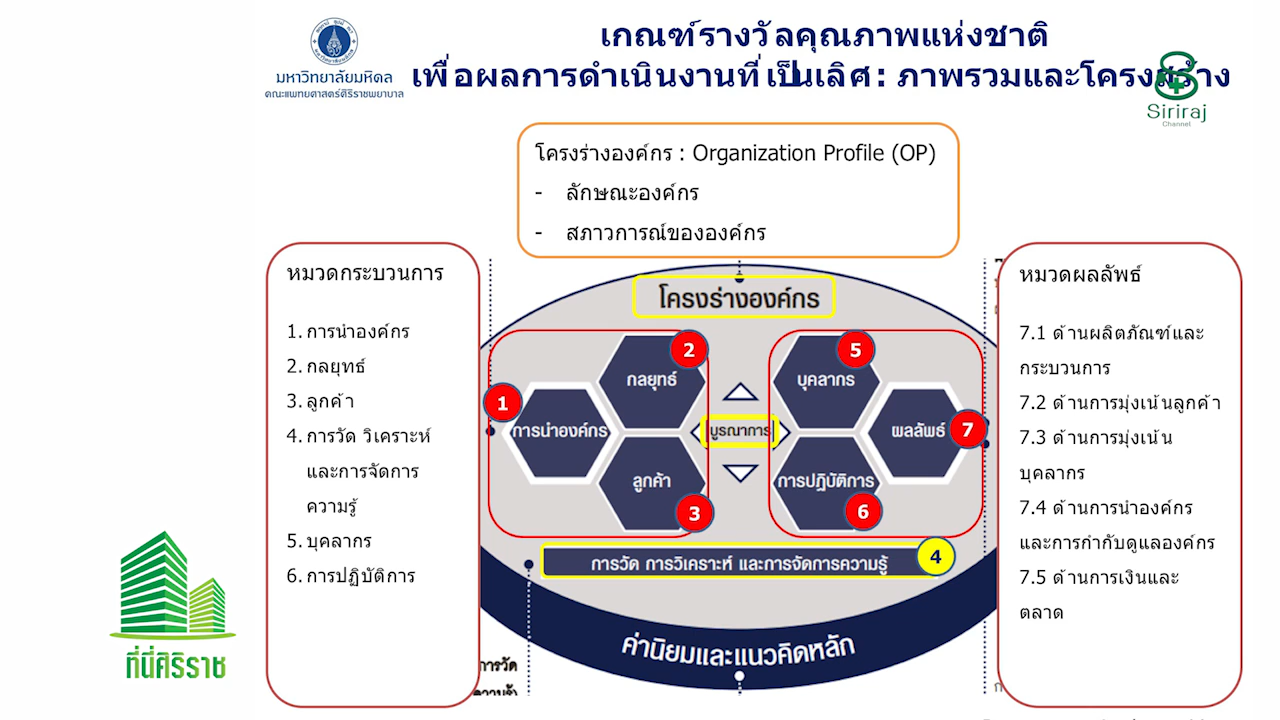 มหาวิทยาลัยมหิดล
คณะแพทยศาสตร์ศิริราชพยาบาล
เกณฑ์รางวัลคุณภาพแห่งชาติ
เพื่อผลการดำเนินงานที่เป็นเลิศ : ภาพรวมและโครงสร้าง
Siriraj
Channel
โครงร่างองค์กร : Organization Profile (OP)
- ลักษณะองค์กร
- สภาวการณ์ขององค์กร
หมวดกระบวนการ
1. การนำองค์กร
2. กลยุทธ์
3. ลูกค้า
4. การวัด วิเคราะห์
และการจัดการ
ความรู้
5. บุคลากร
6. การปฏิบัติการ
โครงร่างองค์กร
2
5
กลยุทธ์
บุคลากร
1
การนำองค์กร
บูรณาการ
ผลลัพธ์
7
ลูกค้า
การปฏิบัติการ
3
6
การวัด การวิเคราะห์ และการจัดการความรู้
4
ค่านิยมและแนวคิดหลัก
การวัด
หมวดผลลัพธ์
7.1 ด้านผลิตภัณฑ์และ
กระบวนการ
7.2 ด้านการมุ่งเน้นลูกค้า
7.3 ด้านการมุ่งเน้น
บุคลากร
7.4 ด้านการนำองค์กร
และการกำกับดูแลองค์กร
7.5 ด้านการเงินและ
ตลาด
ที่นี่ศิริราช